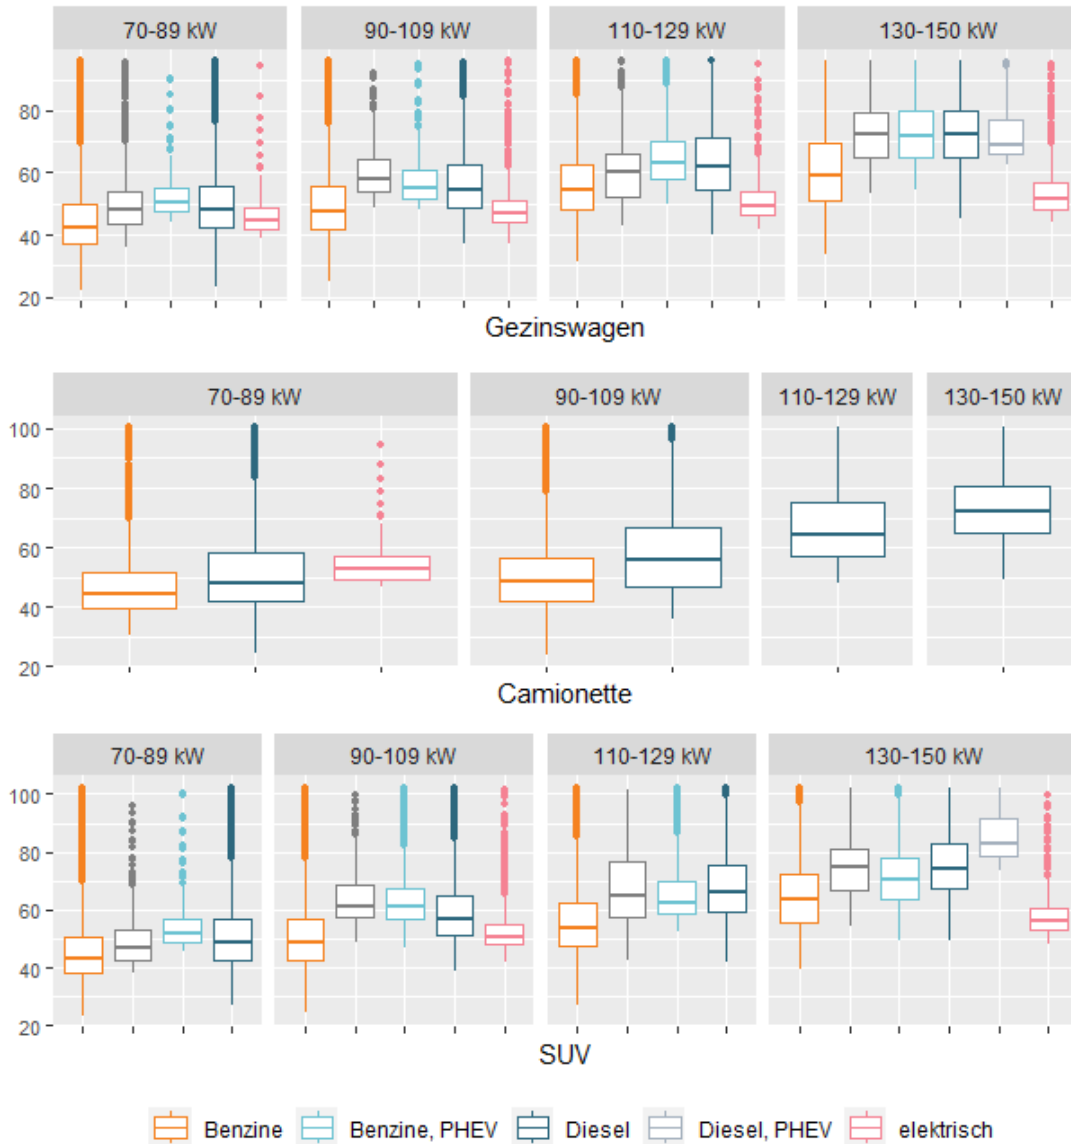 70-89 kW 90-109 kW 110-129 kW 130-150 kW
80
60
40
20
Gezinswagen
70-89 kW 90-109 kW 110-129 kW 130-150 kW
100
80
60
40
20
Camionette
70-89 kW 90-109 kW 110-129 kW 130-150 kW
100
80
60
40
20
SUV
Benzine Benzine, PHEV Diesel Diesel, PHEV elektrisch